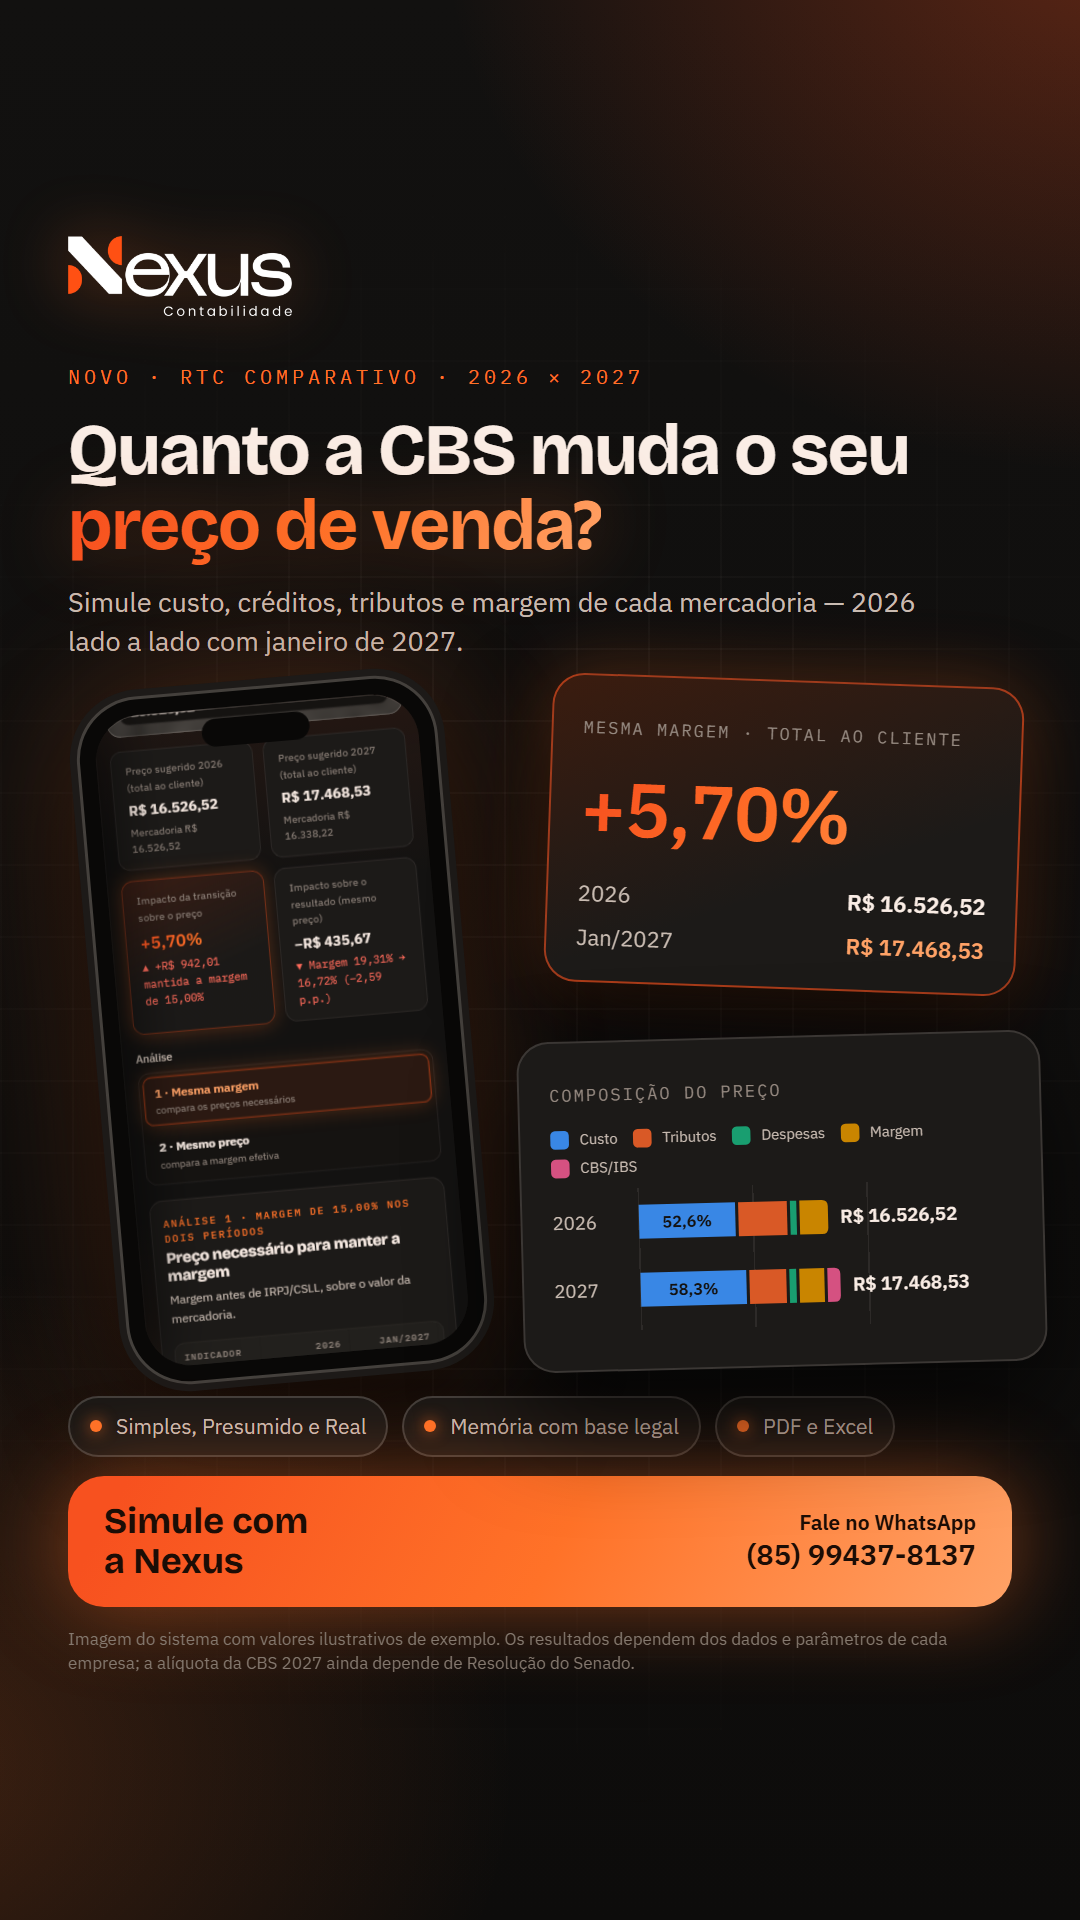 Nexus
Contabilidade
NOVO · RTC COMPARATIVO · 2026 × 2027
Quanto a CBS muda o seu
preço de venda?
Simule custo, créditos, tributos e margem de cada mercadoria — 2026
lado a lado com janeiro de 2027.
Preço sugerido 2026
(total ao cliente)
R$ 16.526,52
Mercadoria R$
16.526,52
Preço sugerido 2027
(total ao cliente)
R$ 17.468,53
Mercadoria R$
16.338,22
Impacto da transição
sobre o preço
+5,70%
▲ +R$ 942,01
mantida a margem
de 15,00%
Impacto sobre o
resultado (mesmo
preço)
−R$ 435,67
▼ Margem 19,31% →
16,72% (−2,59
p.p.)
Análise
1 · Mesma margem
compara os preços necessários
2 · Mesmo preço
compara a margem efetiva
ANÁLISE 1 · MARGEM DE 15,00% NOS
DOIS PERÍODOS
Preço necessário para manter a
margem
Margem antes de IRPJ/CSLL, sobre o valor da
mercadoria.
INDICADOR 2026 JAN/2027
MESMA MARGEM · TOTAL AO CLIENTE
+5,70%
2026 R$ 16.526,52
Jan/2027 R$ 17.468,53
COMPOSIÇÃO DO PREÇO
Custo Tributos Despesas Margem
CBS/IBS
2026 52,6% R$ 16.526,52
2027 58,3% R$ 17.468,53
Simples, Presumido e Real
Memória com base legal
PDF e Excel
Simule com
a Nexus
Fale no WhatsApp
(85) 99437-8137
Imagem do sistema com valores ilustrativos de exemplo. Os resultados dependem dos dados e parâmetros de cada
empresa; a alíquota da CBS 2027 ainda depende de Resolução do Senado.